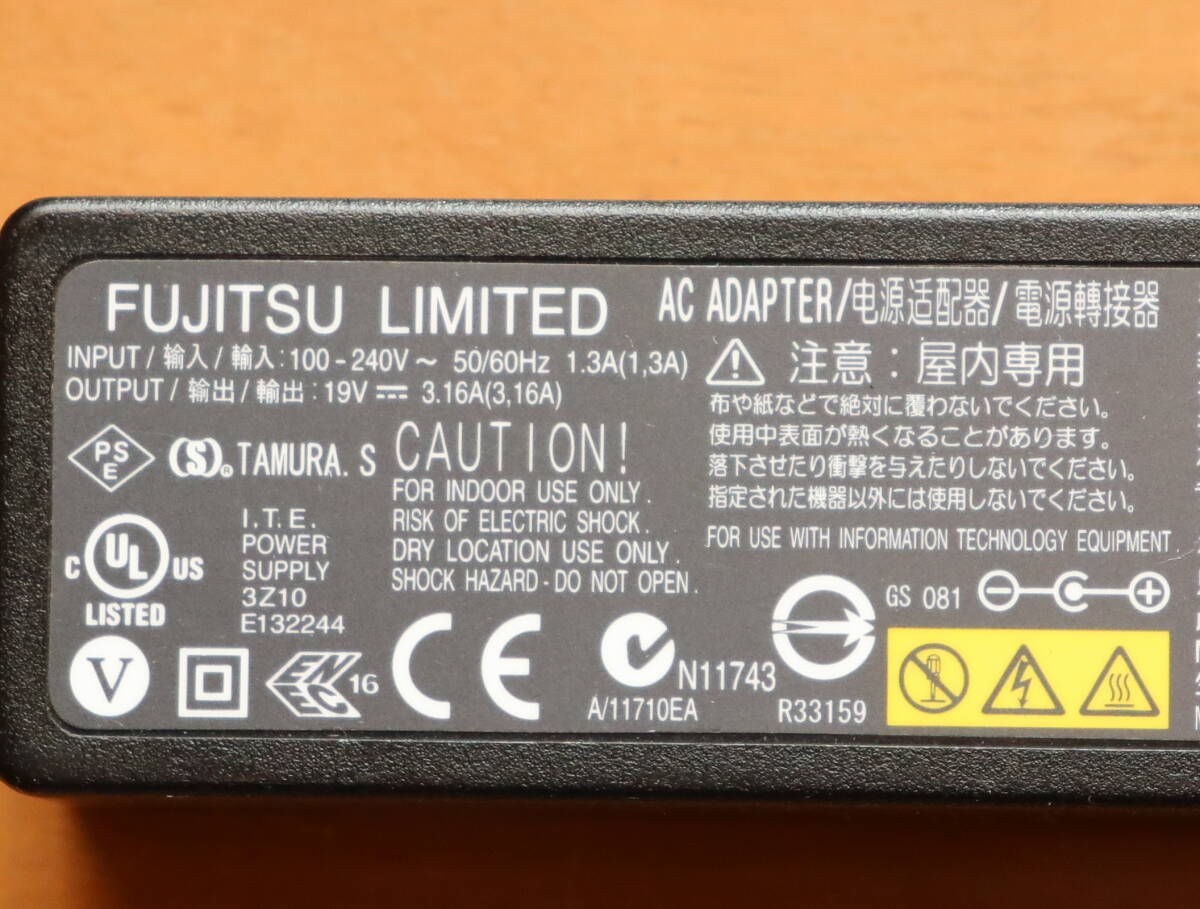 FUJITSU LIMITED
AC ADAPTER/电源适配器/電源轉接器
INPUT / 输入 / 輸入 : 100 - 240V ~ 50/60Hz 1.3A(1,3A)
OUTPUT / 输出 / 輸出 : 19V ⎓ 3.16A(3,16A)
PS
E
(S)® TAMURA. S
C UL US
LISTED
I.T.E.
POWER
SUPPLY
3Z10
E132244
CAUTION!
FOR INDOOR USE ONLY.
RISK OF ELECTRIC SHOCK.
DRY LOCATION USE ONLY.
SHOCK HAZARD - DO NOT OPEN.
注意：屋内専用
布や紙などで絶対に覆わないでください。
使用中表面が熱くなることがあります。
落下させたり衝撃を与えたりしないでください。
指定された機器以外には使用しないでください。
FOR USE WITH INFORMATION TECHNOLOGY EQUIPMENT
V
EN
EC
16
CE
N11743
A/11710EA
R33159
GS 081